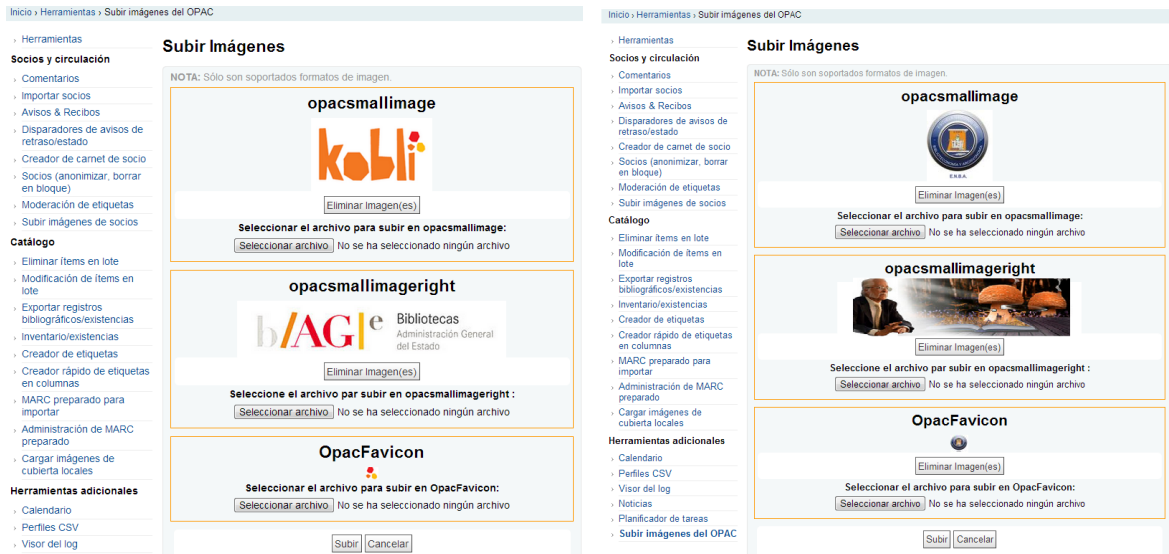 Inicio › Herramientas › Subir imágenes del OPAC
› Herramientas
Socios y circulación
› Comentarios
› Importar socios
› Avisos & Recibos
› Disparadores de avisos de
retraso/estado
› Creador de carnet de socio
› Socios (anonimizar, borrar
en bloque)
› Moderación de etiquetas
› Subir imágenes de socios
Catálogo
› Eliminar ítems en lote
› Modificación de ítems en
lote
› Exportar registros
bibliográficos/existencias
› Inventario/existencias
› Creador de etiquetas
› Creador rápido de etiquetas
en columnas
› MARC preparado para
importar
› Administración de MARC
preparado
› Cargar imágenes de
cubierta locales
Herramientas adicionales
› Calendario
› Perfiles CSV
› Visor del log
Subir Imágenes
NOTA: Sólo son soportados formatos de imagen.
opacsmallimage
kobli
Eliminar Imagen(es)
Seleccionar el archivo para subir en opacsmallimage:
Seleccionar archivo No se ha seleccionado ningún archivo
opacsmallimageright
b/AG|e Bibliotecas
Administración General
del Estado
Eliminar Imagen(es)
Seleccione el archivo par subir en opacsmallimageright :
Seleccionar archivo No se ha seleccionado ningún archivo
OpacFavicon
Seleccionar el archivo para subir en OpacFavicon:
Seleccionar archivo No se ha seleccionado ningún archivo
Subir Cancelar
Inicio › Herramientas › Subir imágenes del OPAC
› Herramientas
Socios y circulación
› Comentarios
› Importar socios
› Avisos & Recibos
› Disparadores de avisos de
retraso/estado
› Creador de carnet de socio
› Socios (anonimizar, borrar
en bloque)
› Moderación de etiquetas
› Subir imágenes de socios
Catálogo
› Eliminar ítems en lote
› Modificación de ítems en
lote
› Exportar registros
bibliográficos/existencias
› Inventario/existencias
› Creador de etiquetas
› Creador rápido de etiquetas
en columnas
› MARC preparado para
importar
› Administración de MARC
preparado
› Cargar imágenes de
cubierta locales
Herramientas adicionales
› Calendario
› Perfiles CSV
› Visor del log
› Noticias
› Planificador de tareas
› Subir imágenes del OPAC
Subir Imágenes
NOTA: Sólo son soportados formatos de imagen.
opacsmallimage
E.N.B.A.
Eliminar Imagen(es)
Seleccionar el archivo para subir en opacsmallimage:
Seleccionar archivo No se ha seleccionado ningún archivo
opacsmallimageright
Eliminar Imagen(es)
Seleccione el archivo par subir en opacsmallimageright :
Seleccionar archivo No se ha seleccionado ningún archivo
OpacFavicon
Eliminar Imagen(es)
Seleccionar el archivo para subir en OpacFavicon:
Seleccionar archivo No se ha seleccionado ningún archivo
Subir Cancelar